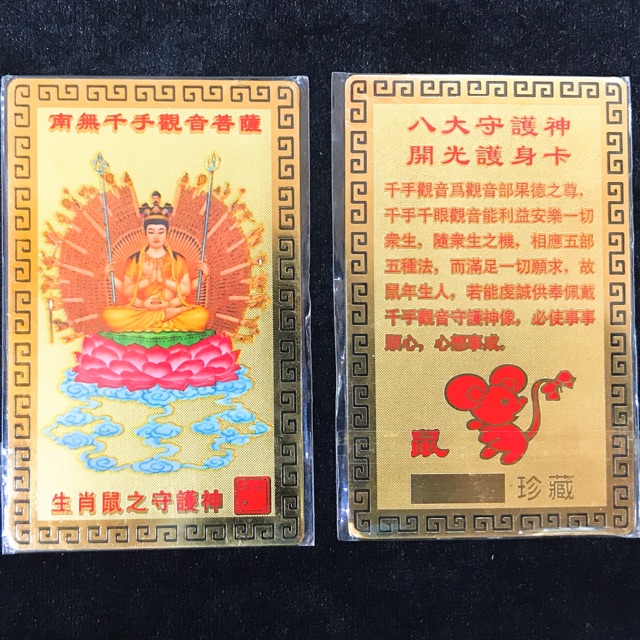 南無千手觀音菩薩
生肖鼠之守護神
八大守護神
開光護身卡
千手觀音爲觀音部果德之尊，
千手千眼觀音能利益安樂一切
衆生，隨衆生之機，相應五部
五種法，而滿足一切願求，故
鼠年生人，若能虔誠供奉佩戴
千手觀音守護神像，必使事事
順心，心想事成。
鼠
珍藏